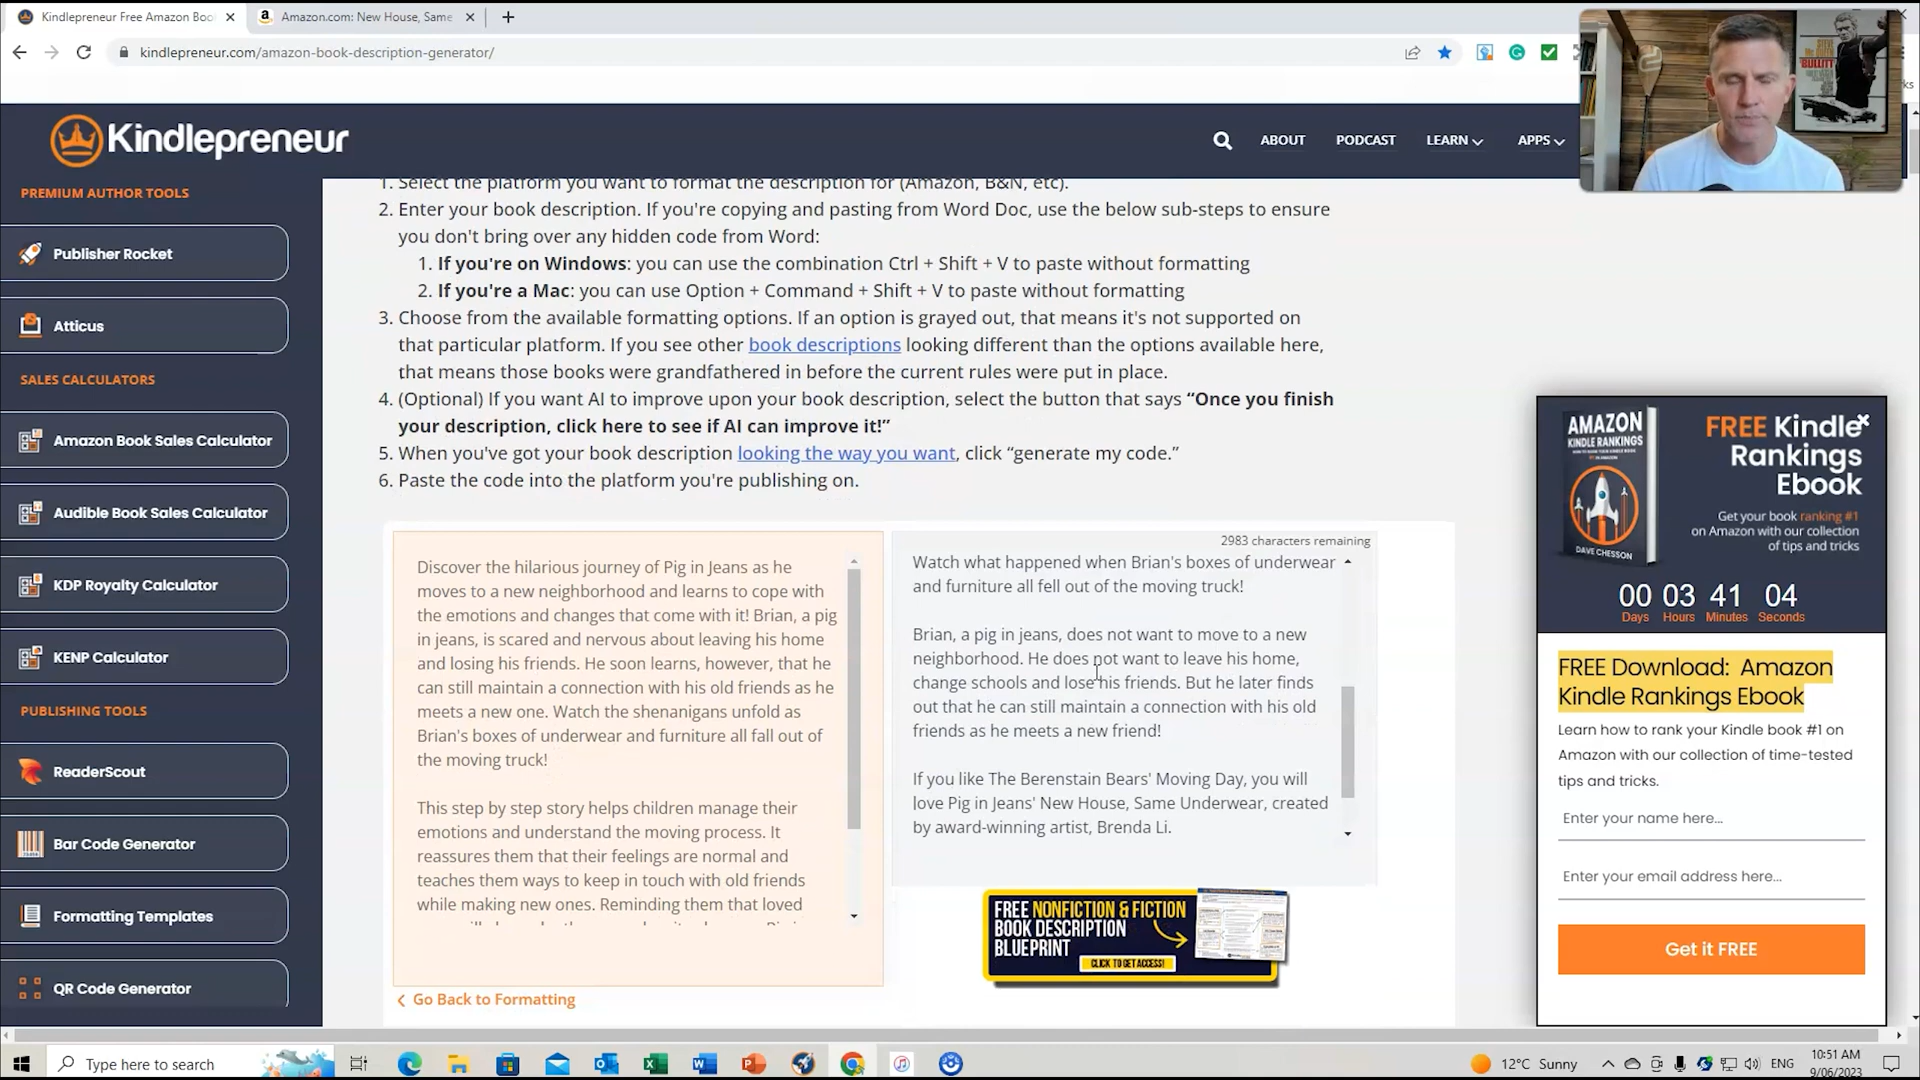 Kindlepreneur Free Amazon Boo
Amazon.com: New House, Same
kindlepreneur.com/amazon-book-description-generator/
STEVE McQUEEN
BULLITT
Kindlepreneur
ABOUT
PODCAST
LEARN
APPS
PREMIUM AUTHOR TOOLS
Publisher Rocket
Atticus
SALES CALCULATORS
Amazon Book Sales Calculator
Audible Book Sales Calculator
KDP Royalty Calculator
KENP Calculator
PUBLISHING TOOLS
ReaderScout
Bar Code Generator
Formatting Templates
QR Code Generator
1. Select the platform you want to format the description for (Amazon, B&N, etc).
2. Enter your book description. If you're copying and pasting from Word Doc, use the below sub-steps to ensure
you don't bring over any hidden code from Word:
1. If you're on Windows: you can use the combination Ctrl + Shift + V to paste without formatting
2. If you're a Mac: you can use Option + Command + Shift + V to paste without formatting
3. Choose from the available formatting options. If an option is grayed out, that means it's not supported on
that particular platform. If you see other book descriptions looking different than the options available here,
that means those books were grandfathered in before the current rules were put in place.
4. (Optional) If you want AI to improve upon your book description, select the button that says “Once you finish
your description, click here to see if AI can improve it!”
5. When you've got your book description looking the way you want, click “generate my code.”
6. Paste the code into the platform you're publishing on.
Discover the hilarious journey of Pig in Jeans as he
moves to a new neighborhood and learns to cope with
the emotions and changes that come with it! Brian, a pig
in jeans, is scared and nervous about leaving his home
and losing his friends. He soon learns, however, that he
can still maintain a connection with his old friends as he
meets a new one. Watch the shenanigans unfold as
Brian's boxes of underwear and furniture all fall out of
the moving truck!
This step by step story helps children manage their
emotions and understand the moving process. It
reassures them that their feelings are normal and
teaches them ways to keep in touch with old friends
while making new ones. Reminding them that loved
Go Back to Formatting
2983 characters remaining
Watch what happened when Brian's boxes of underwear
and furniture all fell out of the moving truck!
Brian, a pig in jeans, does not want to move to a new
neighborhood. He does not want to leave his home,
change schools and lose his friends. But he later finds
out that he can still maintain a connection with his old
friends as he meets a new friend!
If you like The Berenstain Bears' Moving Day, you will
love Pig in Jeans' New House, Same Underwear, created
by award-winning artist, Brenda Li.
FREE NONFICTION & FICTION
BOOK DESCRIPTION
BLUEPRINT
CLICK TO GET ACCESS!
AMAZON
KINDLE RANKINGS
DAVE CHESSON
FREE Kindle
Rankings
Ebook
Get your book ranking #1
on Amazon with our collection
of tips and tricks
00 03 41 04
Days Hours Minutes Seconds
FREE Download: Amazon
Kindle Rankings Ebook
Learn how to rank your Kindle book #1 on
Amazon with our collection of time-tested
tips and tricks.
Enter your name here...
Enter your email address here...
Get it FREE
Type here to search
12°C Sunny
ENG
10:51 AM
9/06/2023